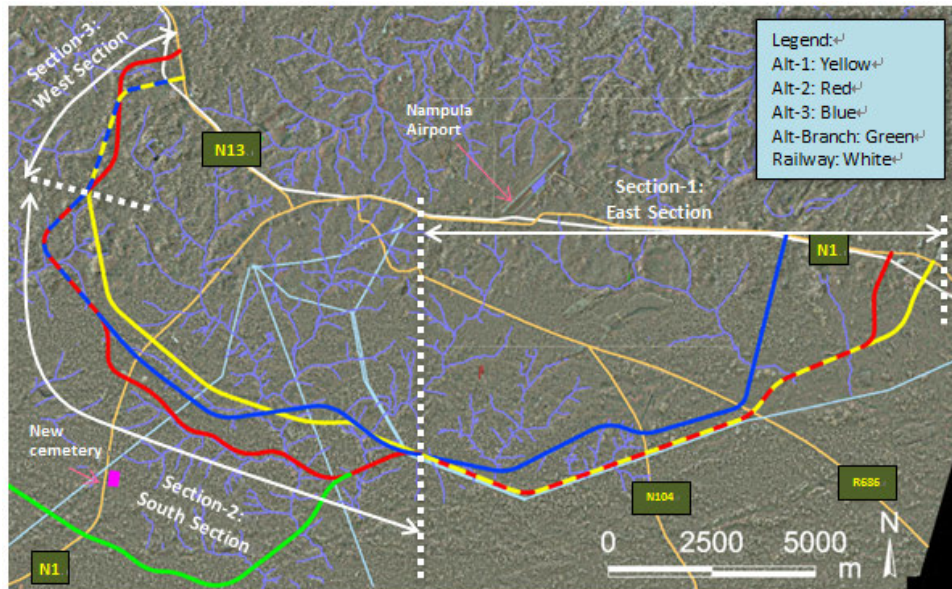 Section-3:
West Section
Legend:
Alt-1: Yellow
Alt-2: Red
Alt-3: Blue
Alt-Branch: Green
Railway: White
Nampula
Airport
N13
Section-1:
East Section
N1
New
cemetery
Section-2:
South Section
N104
R686
N1
N
0 2500 5000
m